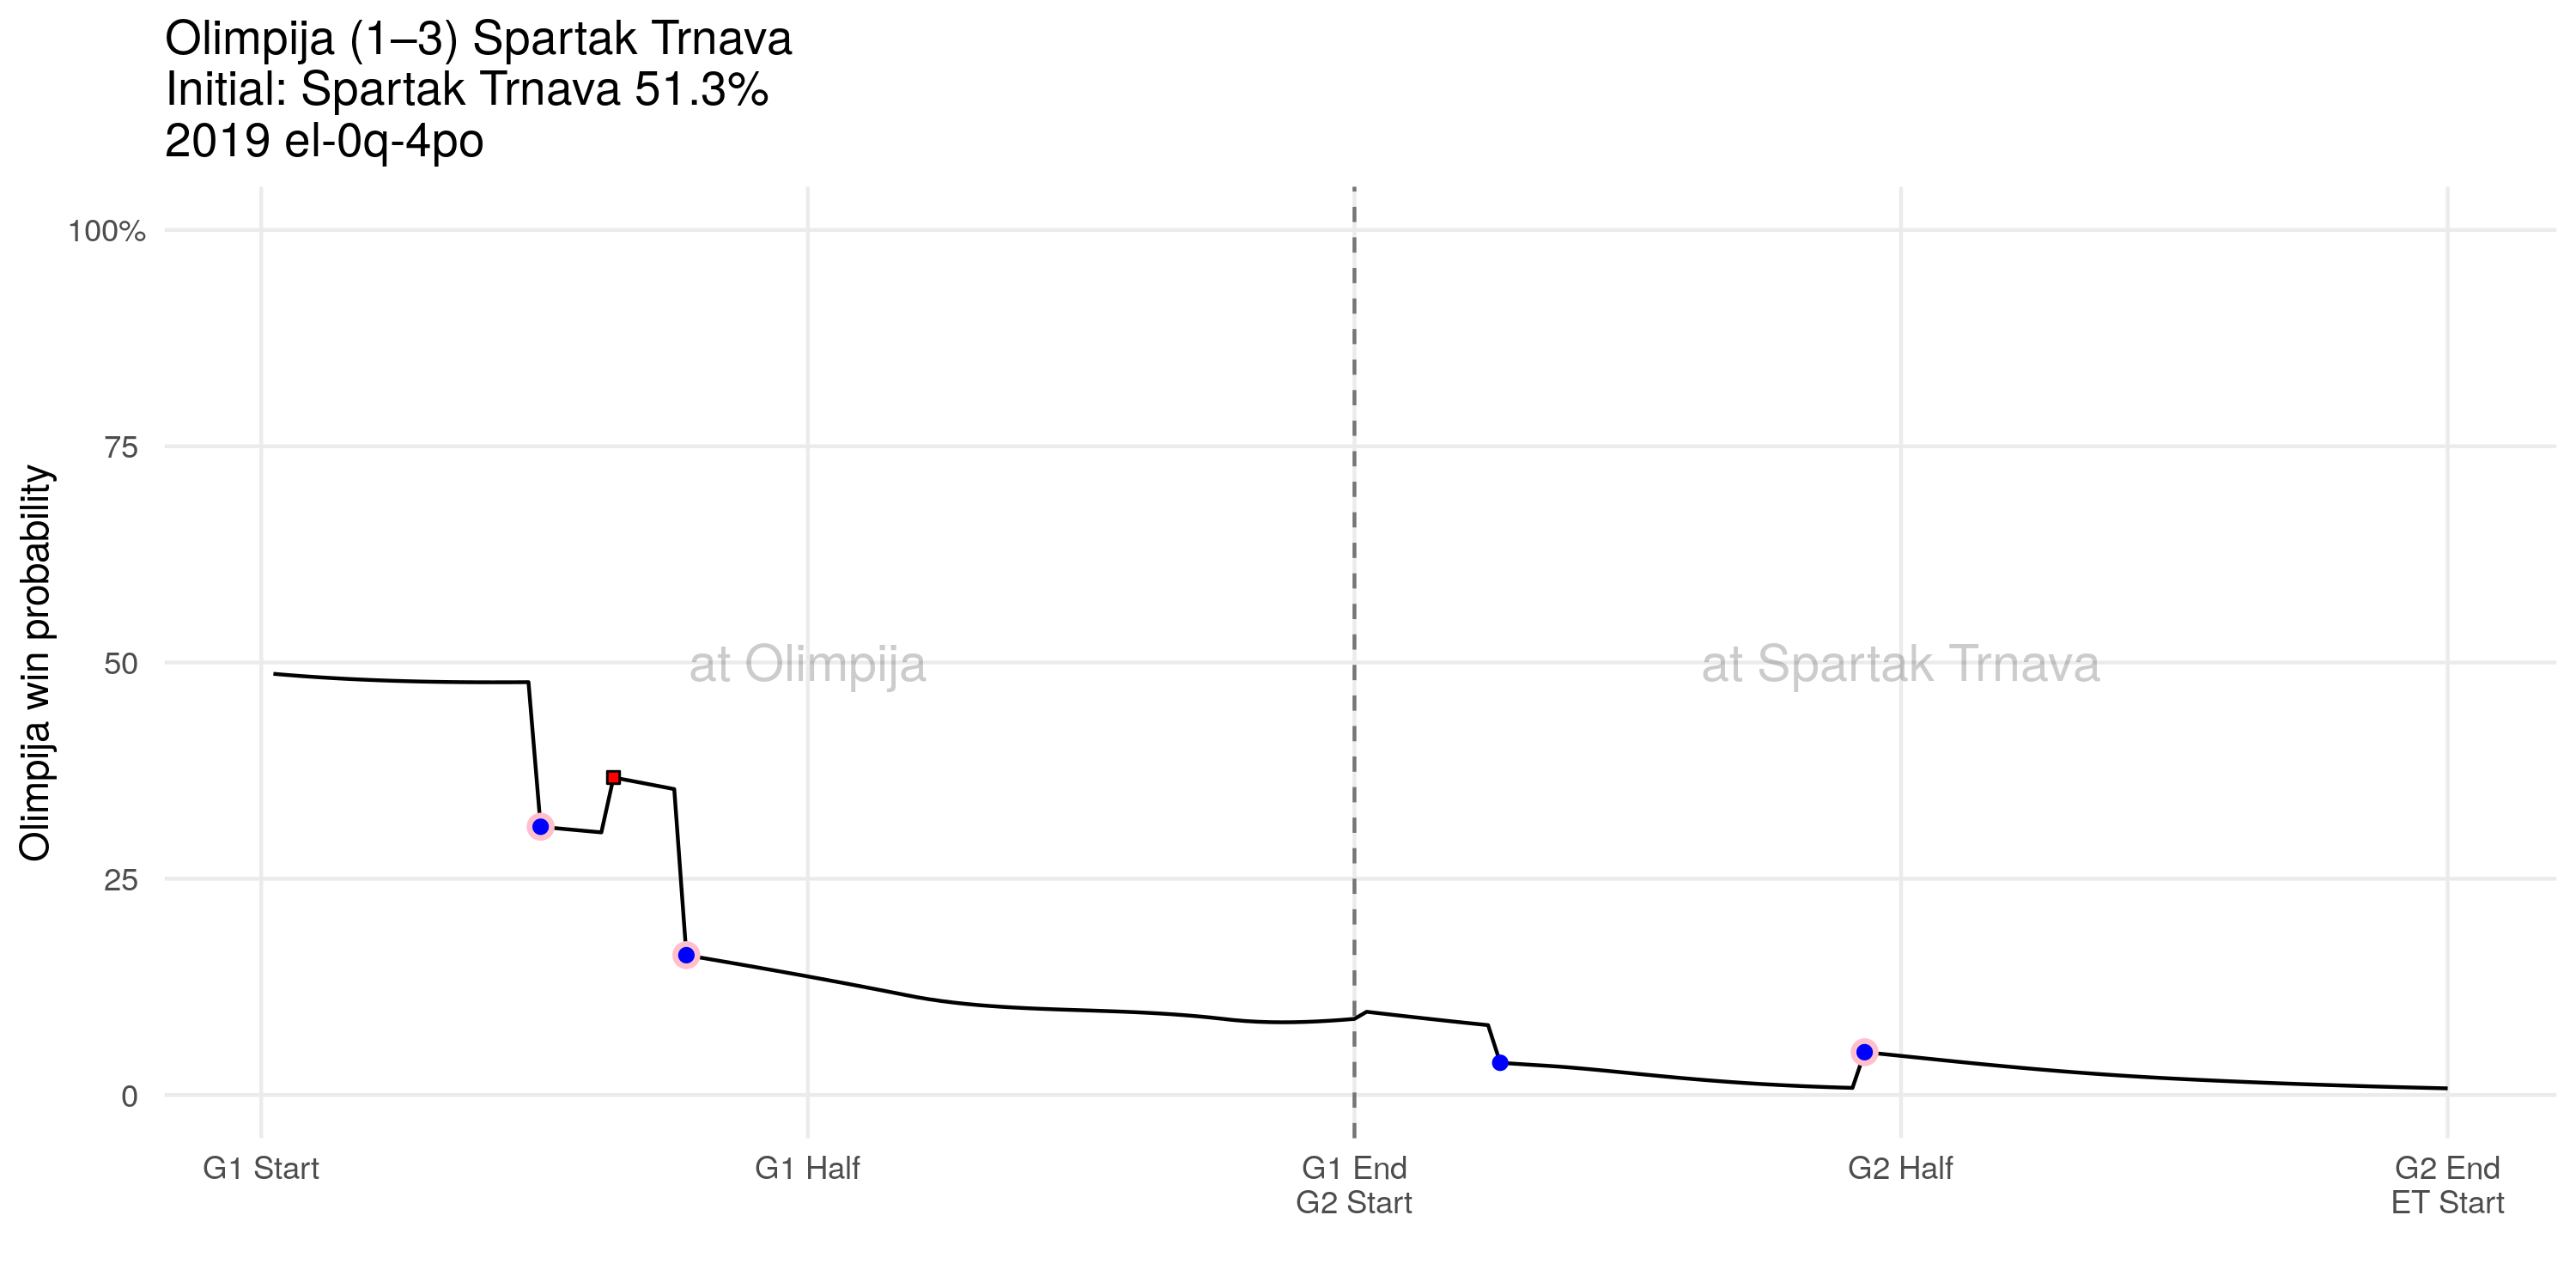 Olimpija (1–3) Spartak Trnava
Initial: Spartak Trnava 51.3%
2019 el-0q-4po
Olimpija win probability
100%
75
50
25
0
at Olimpija
at Spartak Trnava
G1 Start
G1 Half
G1 End
G2 Start
G2 Half
G2 End
ET Start